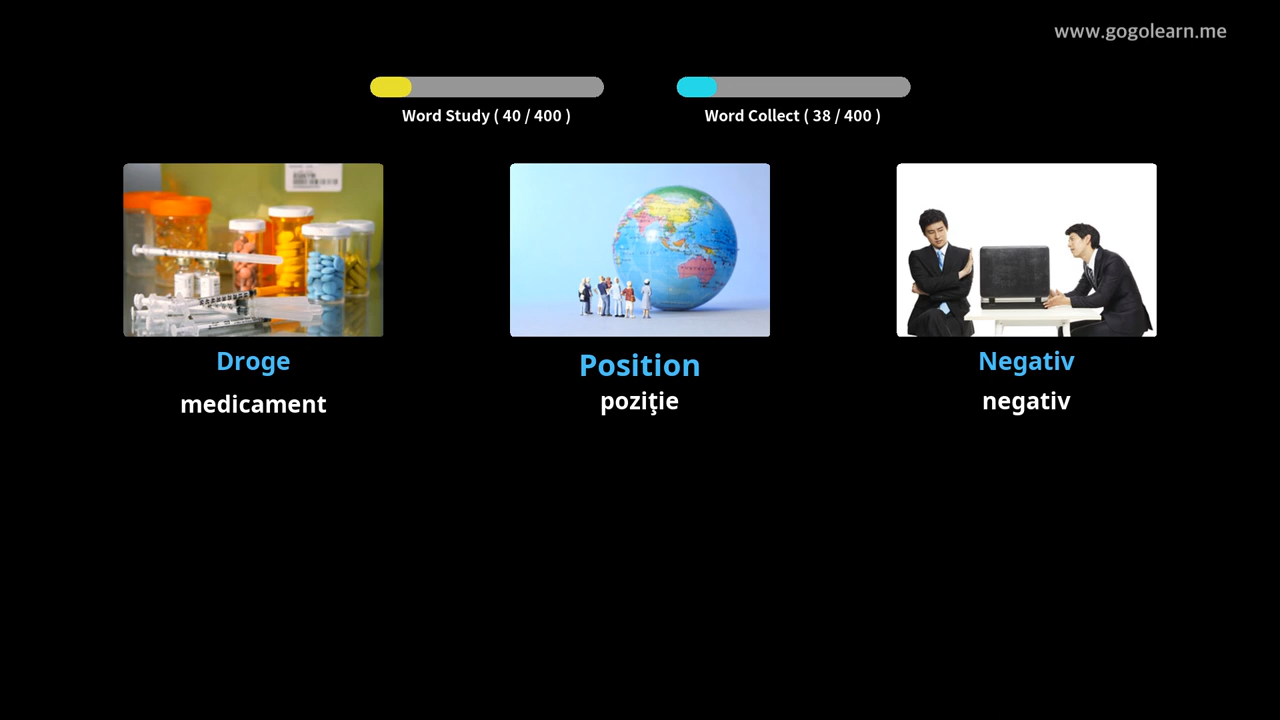 www.gogolearn.me
Word Study ( 40 / 400 )
Word Collect ( 38 / 400 )
Droge
Position
Negativ
medicament
poziţie
negativ